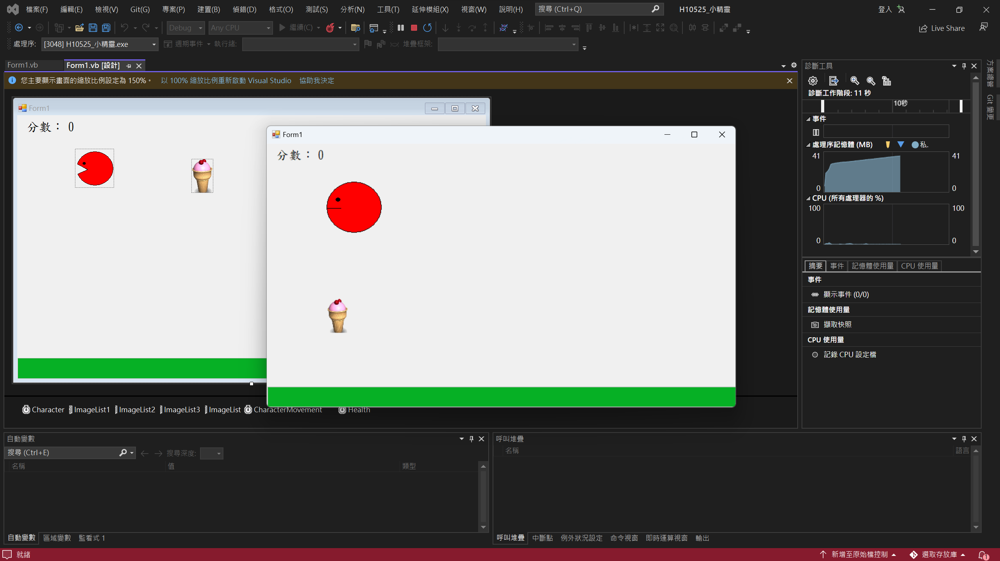 檔案(F) 編輯(E) 檢視(V) Git(G) 專案(P) 建置(B) 偵錯(D) 格式(O) 測試(S) 分析(N) 工具(T) 延伸模組(X) 視窗(W) 說明(H) 搜尋 (Ctrl+Q) H10525_小精靈 登入
Debug Any CPU 繼續(C) Live Share
處理序: [3048] H10525_小精靈.exe 週期事件 執行緒: 堆疊框架:
Form1.vb Form1.vb [設計]
您主要顯示畫面的縮放比例設定為 150%。 以 100% 縮放比例重新啟動 Visual Studio 協助我決定
Form1
分數： 0
Form1
分數： 0
Character ImageList1 ImageList2 ImageList3 ImageList CharacterMovement Health
診斷工具
診斷工作階段: 11 秒
10秒
事件
處理序記憶體 (MB) 私.
41 41
0 0
CPU (所有處理器的 %)
100 100
0 0
摘要 事件 記憶體使用量 CPU 使用量
事件
顯示事件 (0/0)
記憶體使用量
擷取快照
CPU 使用量
記錄 CPU 設定檔
方案總管
Git 變更
自動變數
搜尋 (Ctrl+E) 搜尋深度:
名稱 值 類型
自動變數 區域變數 監看式 1
呼叫堆疊
名稱 語言
呼叫堆疊 中斷點 例外狀況設定 命令視窗 即時運算視窗 輸出
就緒 新增至原始檔控制 選取存放庫 1